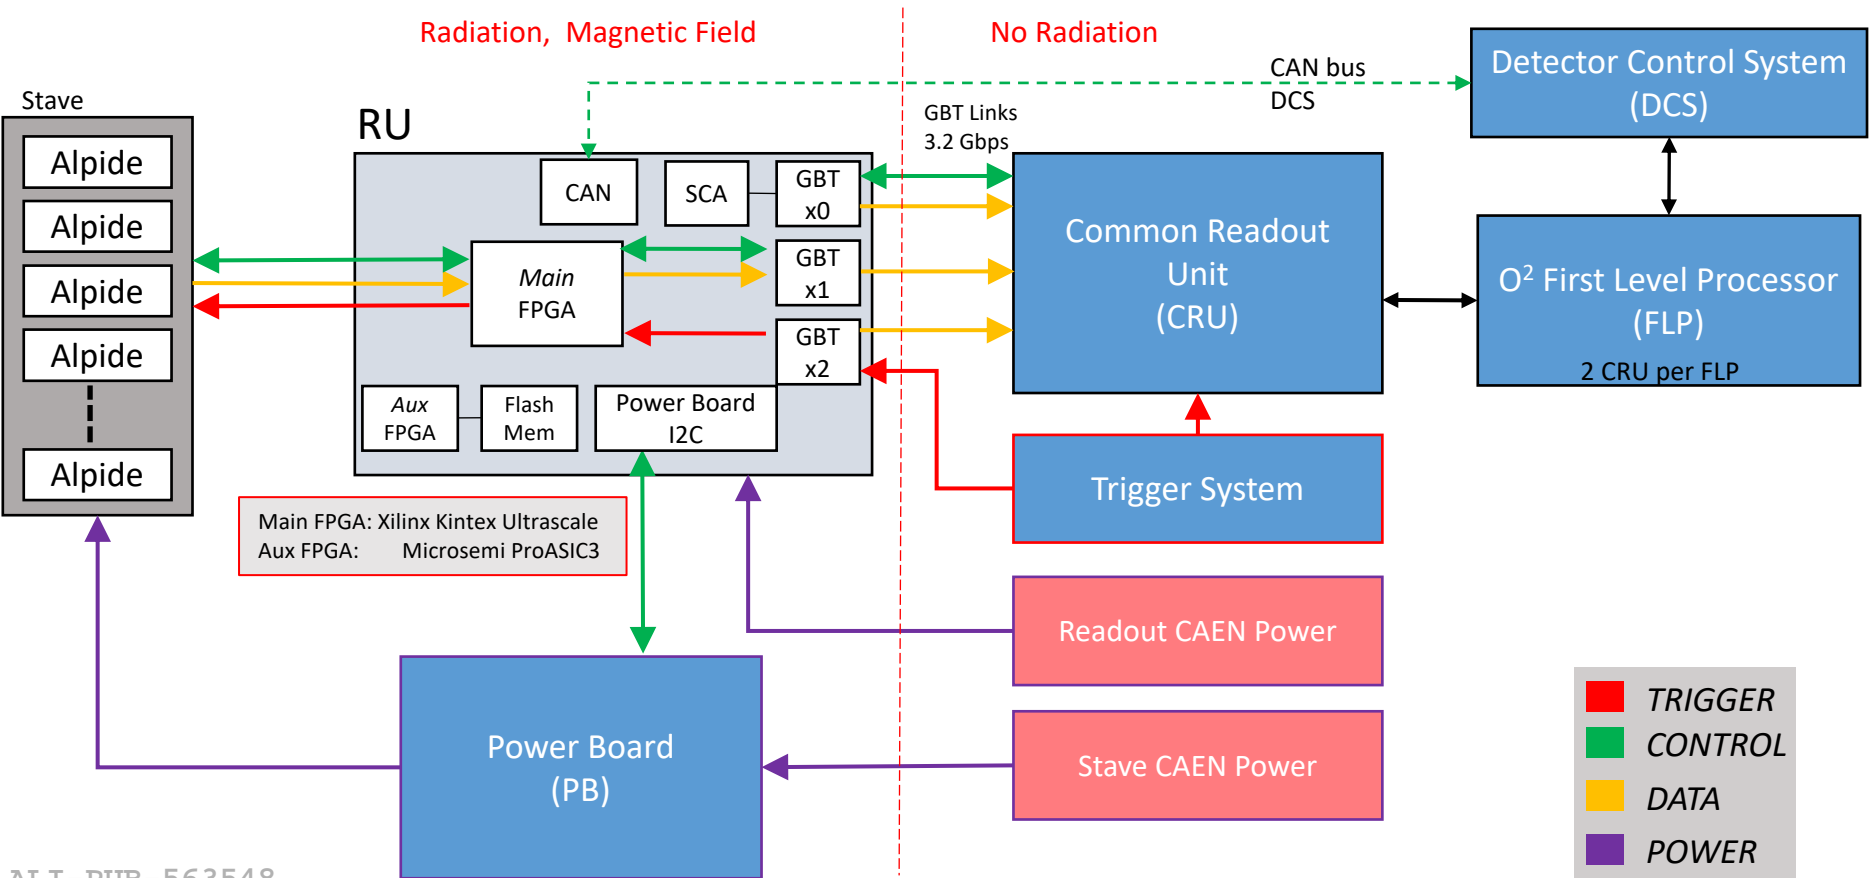 Radiation,  Magnetic Field
No Radiation
Detector Control System
(DCS)
CAN bus
DCS
Stave
RU
GBT Links
3.2 Gbps
Alpide
Alpide
Alpide
Alpide
Alpide
CAN
SCA
GBT
x0
Main
FPGA
GBT
x1
GBT
x2
Aux
FPGA
Flash
Mem
Power Board
I2C
Common Readout
Unit
(CRU)
O² First Level Processor
(FLP)
2 CRU per FLP
Trigger System
Main FPGA: Xilinx Kintex Ultrascale
Aux FPGA: Microsemi ProASIC3
Readout CAEN Power
Power Board
(PB)
Stave CAEN Power
TRIGGER
CONTROL
DATA
POWER
ALI-PUB-563548